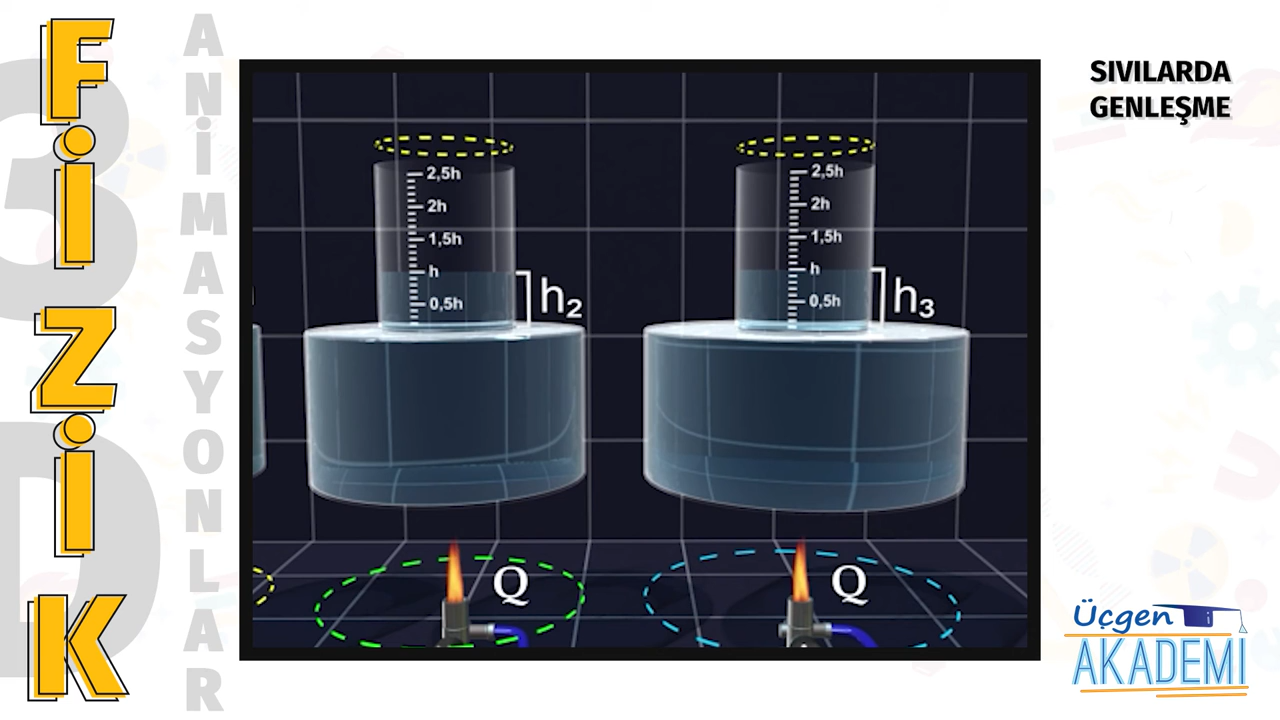 FİZİK
3D
ANİMASYONLAR
SIVILARDA
GENLEŞME
2,5h
2h
1,5h
h
0,5h
h₂
2,5h
2h
1,5h
h
0,5h
h₃
Q
Q
Üçgen
AKADEMİ